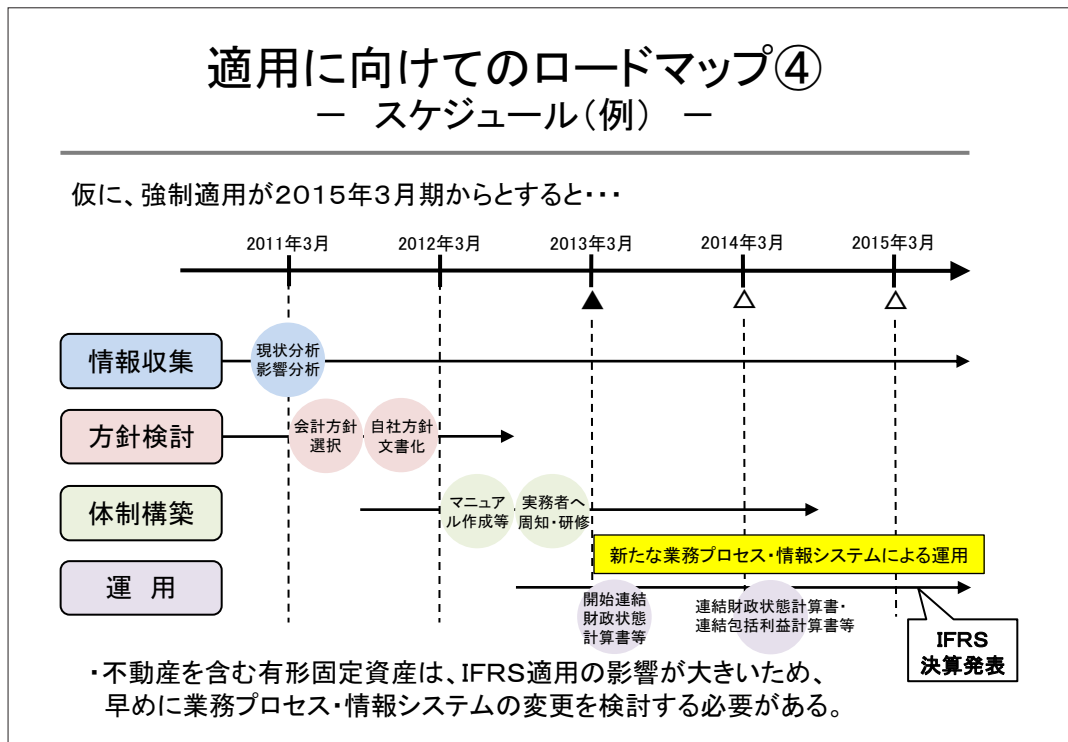 適用に向けてのロードマップ④
－ スケジュール（例） －
仮に、強制適用が2015年3月期からとすると・・・
2011年3月
2012年3月
2013年3月
2014年3月
2015年3月
情報収集
現状分析
影響分析
方針検討
会計方針
選択
自社方針
文書化
体制構築
マニュア
ル作成等
実務者へ
周知・研修
新たな業務プロセス・情報システムによる運用
運 用
開始連結
財政状態
計算書等
連結財政状態計算書・
連結包括利益計算書等
IFRS
決算発表
・不動産を含む有形固定資産は、IFRS適用の影響が大きいため、
早めに業務プロセス・情報システムの変更を検討する必要がある。